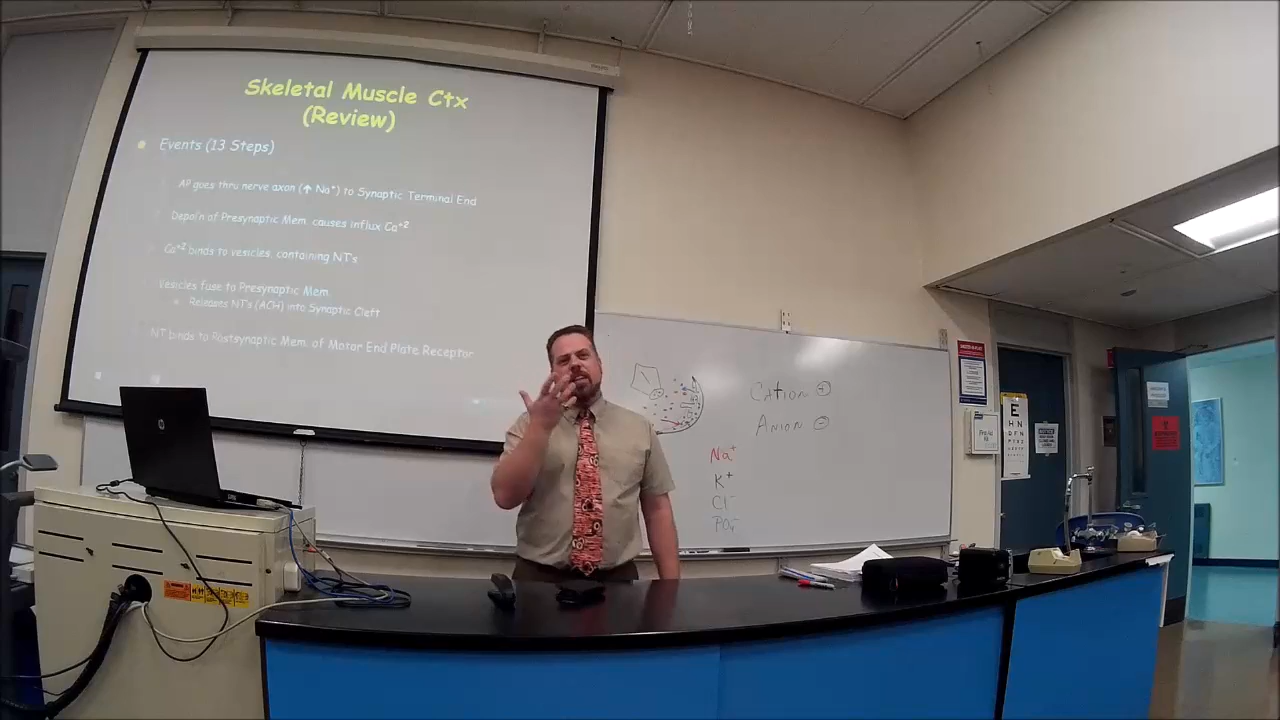 Skeletal Muscle Ctx
(Review)
Events (13 Steps)
AP goes thru nerve axon (↑ Na⁺) to Synaptic Terminal End
Depol'n of Presynaptic Mem. causes influx Ca⁺²
Ca⁺² binds to vesicles, containing NT's
Vesicles fuse to Presynaptic Mem.
Releases NT's (ACH) into Synaptic Cleft
NT binds to Postsynaptic Mem. of Motor End Plate Receptor
Cation ⊕
Anion ⊖
Na⁺
K⁺
Cl⁻
PO₄⁻
E
H N
D F N